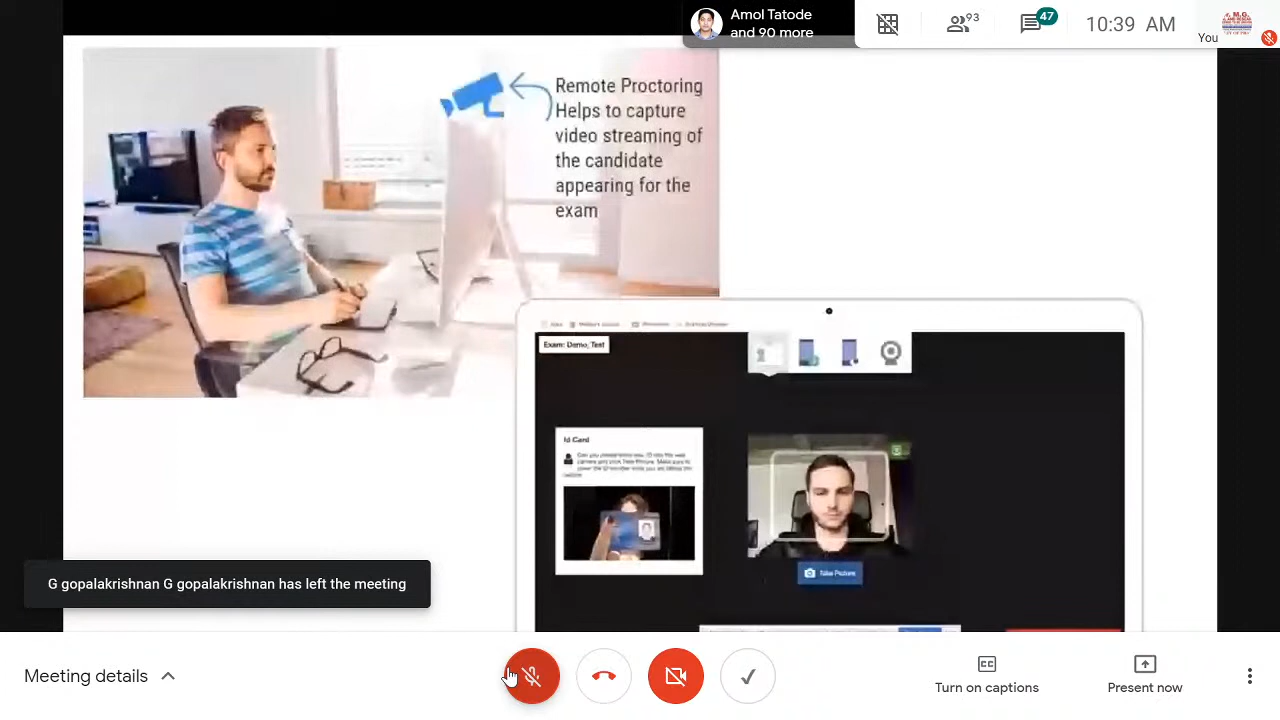 Amol Tatode
and 90 more
93
47
10:39 AM
You
Remote Proctoring
Helps to capture
video streaming of
the candidate
appearing for the
exam
Exam: Demo_Test
Id Card
Take Picture
G gopalakrishnan G gopalakrishnan has left the meeting
Meeting details
Turn on captions
Present now